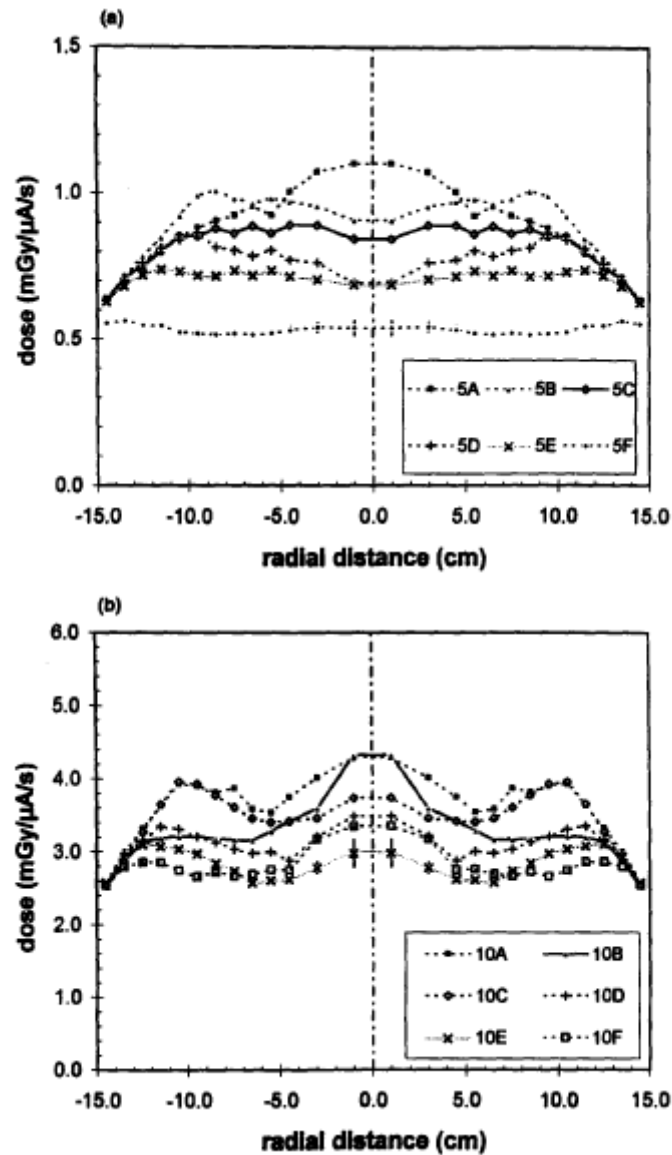 (a)
1.5
1.0
0.5
0.0
dose (mGy/µA/s)
5A 5B 5C
5D 5E 5F
-15.0 -10.0 -5.0 0.0 5.0 10.0 15.0
radial distance (cm)
(b)
6.0
5.0
4.0
3.0
2.0
1.0
0.0
dose (mGy/µA/s)
10A 10B
10C 10D
10E 10F
-15.0 -10.0 -5.0 0.0 5.0 10.0 15.0
radial distance (cm)